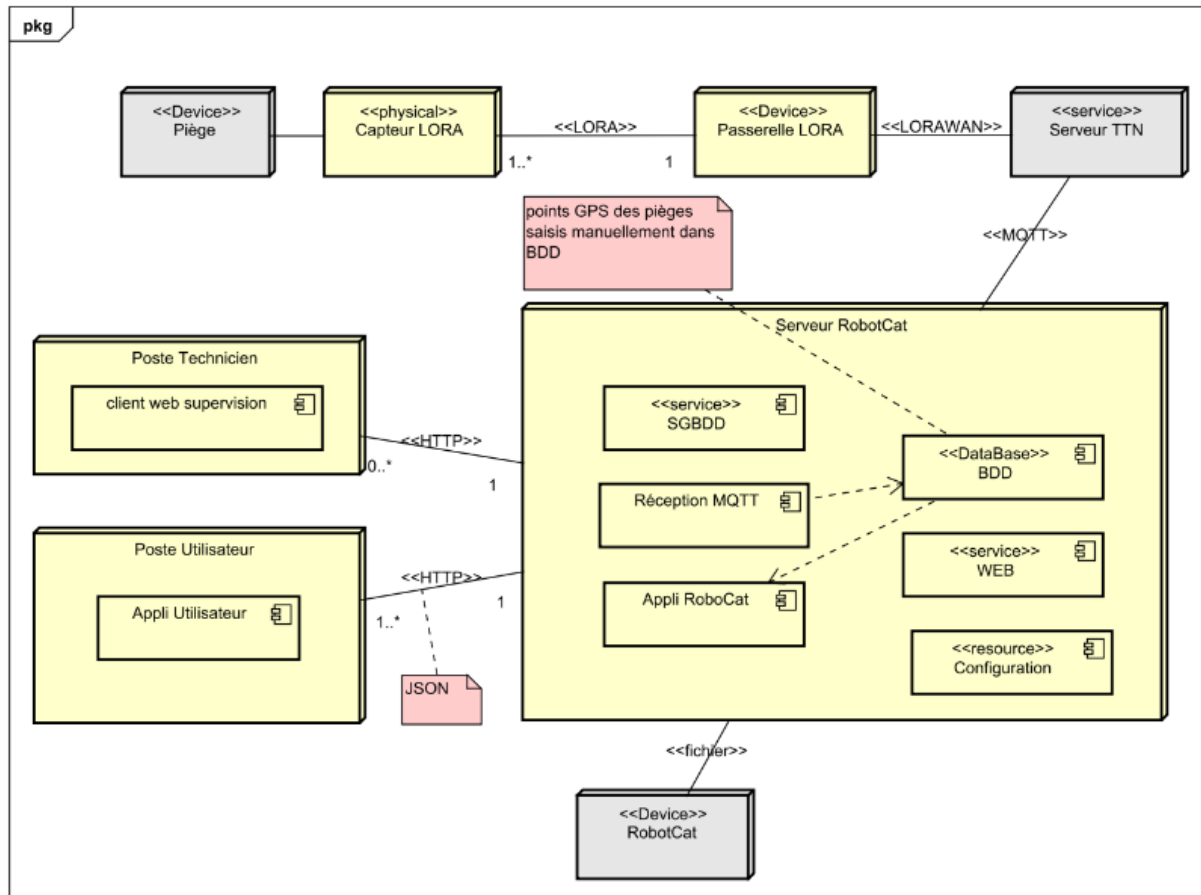 pkg
<<Device>>
Piège
<<physical>>
Capteur LORA
<<LORA>>
1..*
1
<<Device>>
Passerelle LORA
<<LORAWAN>>
<<service>>
Serveur TTN
points GPS des pièges
saisis manuellement dans
BDD
<<MQTT>>
Serveur RobotCat
Poste Technicien
client web supervision
<<HTTP>>
0..*
1
<<service>>
SGBDD
<<DataBase>>
BDD
Réception MQTT
Poste Utilisateur
Appli Utilisateur
<<HTTP>>
1..*
1
JSON
<<service>>
WEB
Appli RoboCat
<<resource>>
Configuration
<<fichier>>
<<Device>>
RobotCat